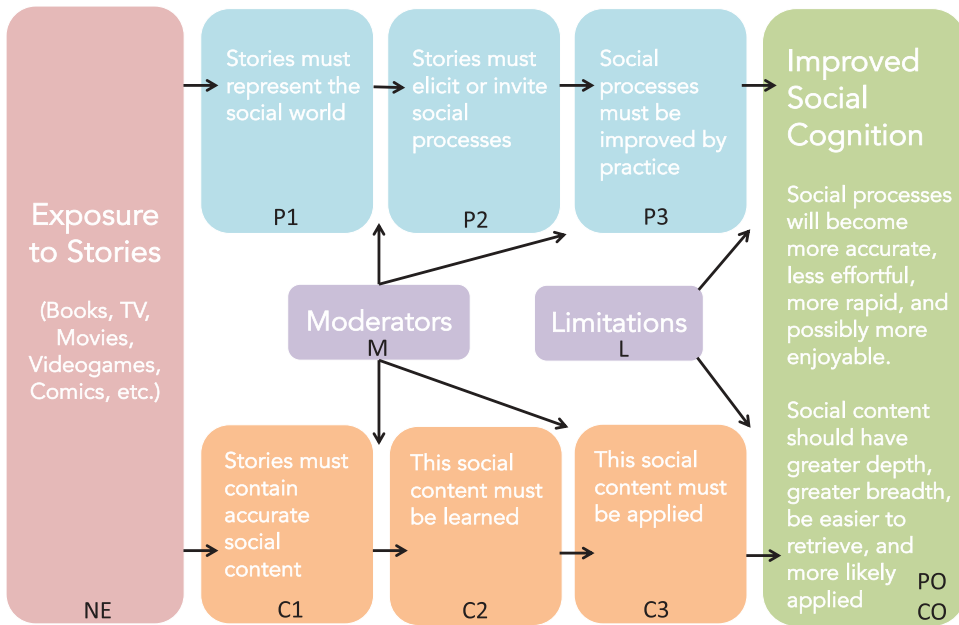 Exposure
to Stories
(Books, TV,
Movies,
Videogames,
Comics, etc.)
NE
Stories must
represent the
social world
P1
Stories must
elicit or invite
social
processes
P2
Social
processes
must be
improved by
practice
P3
Moderators
M
Limitations
L
Stories must
contain
accurate
social
content
C1
This social
content must
be learned
C2
This social
content must
be applied
C3
Improved
Social
Cognition
Social processes
will become
more accurate,
less effortful,
more rapid, and
possibly more
enjoyable.
Social content
should have
greater depth,
greater breadth,
be easier to
retrieve, and
more likely
applied
PO
CO